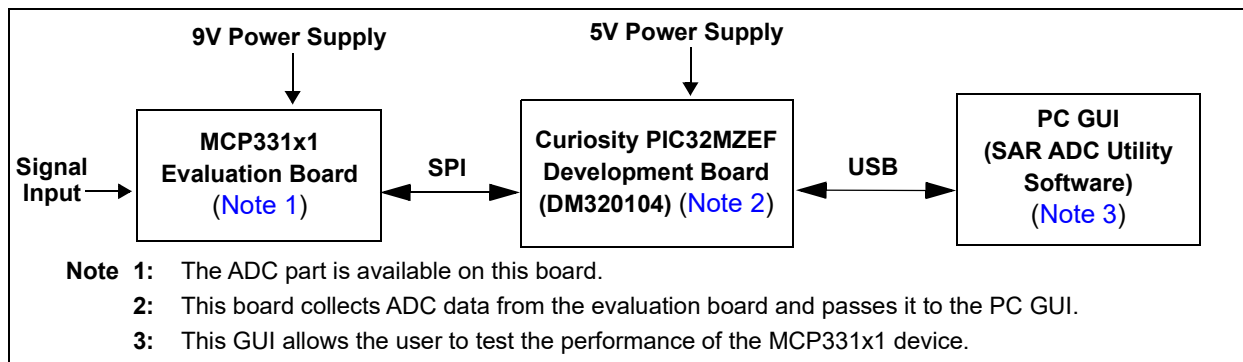 9V Power Supply
5V Power Supply
Signal
Input
MCP331x1
Evaluation Board
(Note 1)
SPI
Curiosity PIC32MZEF
Development Board
(DM320104) (Note 2)
USB
PC GUI
(SAR ADC Utility
Software)
(Note 3)
Note 1: The ADC part is available on this board.
2: This board collects ADC data from the evaluation board and passes it to the PC GUI.
3: This GUI allows the user to test the performance of the MCP331x1 device.